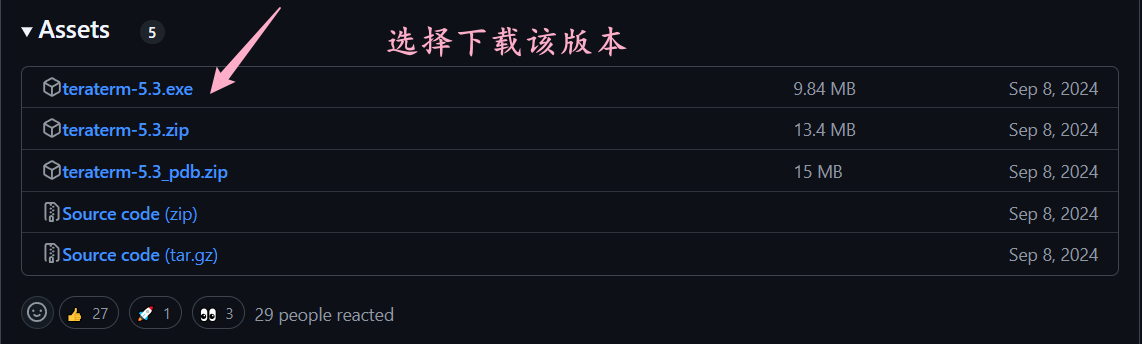 Assets 5
选择下载该版本
teraterm-5.3.exe 9.84 MB Sep 8, 2024
teraterm-5.3.zip 13.4 MB Sep 8, 2024
teraterm-5.3_pdb.zip 15 MB Sep 8, 2024
Source code (zip) Sep 8, 2024
Source code (tar.gz) Sep 8, 2024
27 1 3 29 people reacted